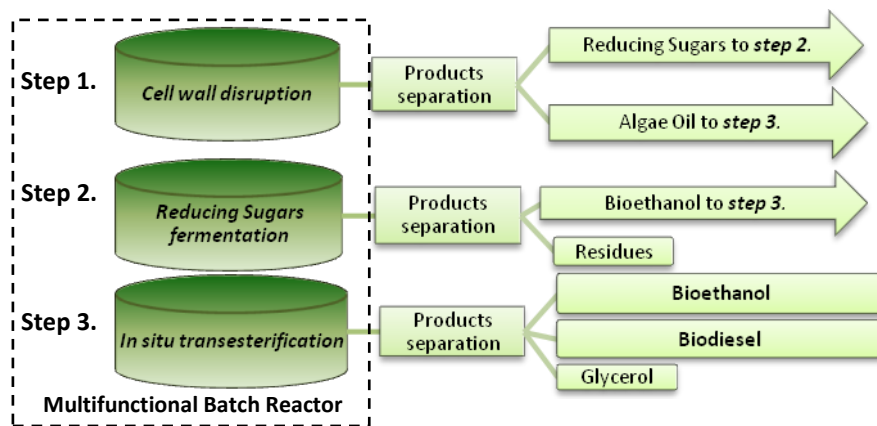 Step 1.
Cell wall disruption
Products
separation
Reducing Sugars to step 2.
Algae Oil to step 3.
Step 2.
Reducing Sugars
fermentation
Products
separation
Bioethanol to step 3.
Residues
Step 3.
In situ transesterification
Products
separation
Bioethanol
Biodiesel
Glycerol
Multifunctional Batch Reactor